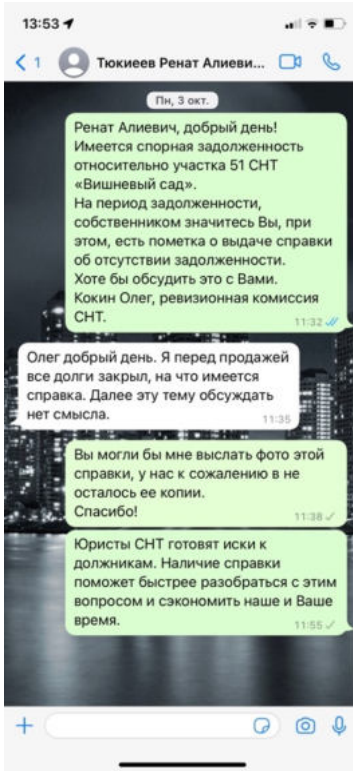 13:53
1
Тюкиеев Ренат Алиеви...
Пн, 3 окт.
Ренат Алиевич, добрый день!
Имеется спорная задолженность
относительно участка 51 СНТ
«Вишневый сад».
На период задолженности,
собственником значитесь Вы, при
этом, есть пометка о выдаче справки
об отсутствии задолженности.
Хоте бы обсудить это с Вами.
Кокин Олег, ревизионная комиссия
СНТ.
11:32
Олег добрый день. Я перед продажей
все долги закрыл, на что имеется
справка. Далее эту тему обсуждать
нет смысла.
11:35
Вы могли бы мне выслать фото этой
справки, у нас к сожалению в не
осталось ее копии.
Спасибо!
11:38
Юристы СНТ готовят иски к
должникам. Наличие справки
поможет быстрее разобраться с этим
вопросом и сэкономить наше и Ваше
время.
11:55